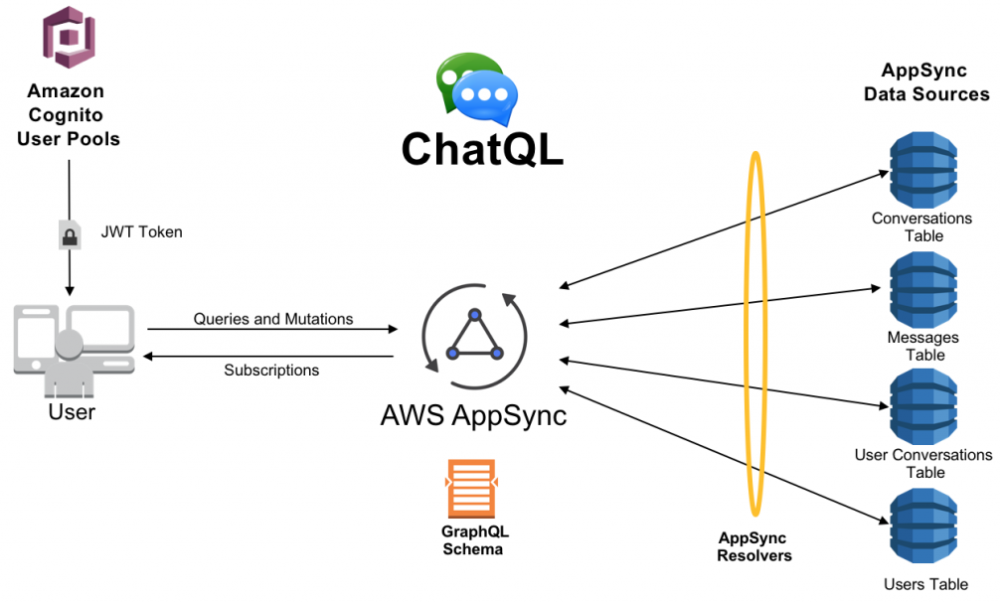 Amazon
Cognito
User Pools
JWT Token
User
Queries and Mutations
Subscriptions
ChatQL
AWS AppSync
GraphQL
Schema
AppSync
Resolvers
AppSync
Data Sources
Conversations
Table
Messages
Table
User Conversations
Table
Users Table